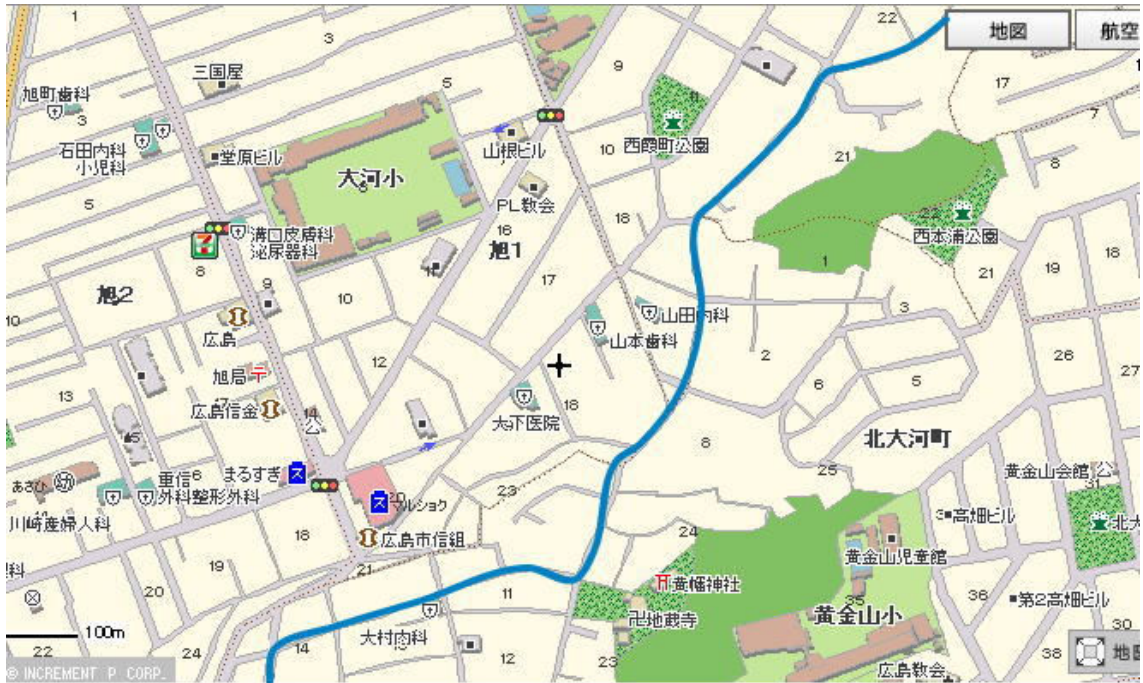 1
3
22
地図
航空
三国屋
旭町歯科
3
石田内科
小児科
堂原ビル
大河小
5
山根ビル
9
西霞町公園
10
PL教会
17
7
8
21
22
西本浦公園
5
溝口皮膚科
泌尿器科
8
旭2
9
10
16
旭1
17
18
1
21
19
18
10
広島
山田内科
山本歯科
3
2
12
旭局
広島信金
13
大下医院
18
6
5
26
27
8
北大河町
25
あさひ
重信
外科整形外科
まるすぎ
マルショク
川崎産婦人科
広島市信組
23
24
黄金山会館
31
高畑ビル
黄金山児童館
18
21
20
11
黄幡神社
卍地蔵寺
35
黄金山小
36
第2高畑ビル
100m
大村内科
22
24
14
12
23
広島教会
38
地図
© INCREMENT P CORP.